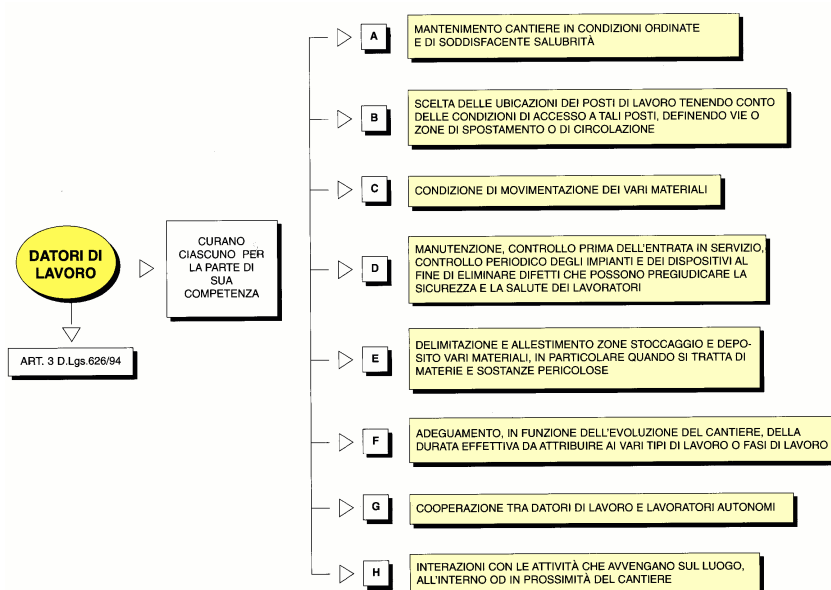 DATORI DI
LAVORO
ART. 3 D.Lgs.626/94
CURANO
CIASCUNO PER
LA PARTE DI
SUA
COMPETENZA
A
MANTENIMENTO CANTIERE IN CONDIZIONI ORDINATE
E DI SODDISFACENTE SALUBRITÀ
B
SCELTA DELLE UBICAZIONI DEI POSTI DI LAVORO TENENDO CONTO
DELLE CONDIZIONI DI ACCESSO A TALI POSTI, DEFINENDO VIE O
ZONE DI SPOSTAMENTO O DI CIRCOLAZIONE
C
CONDIZIONE DI MOVIMENTAZIONE DEI VARI MATERIALI
D
MANUTENZIONE, CONTROLLO PRIMA DELL'ENTRATA IN SERVIZIO,
CONTROLLO PERIODICO DEGLI IMPIANTI E DEI DISPOSITIVI AL
FINE DI ELIMINARE DIFETTI CHE POSSONO PREGIUDICARE LA
SICUREZZA E LA SALUTE DEI LAVORATORI
E
DELIMITAZIONE E ALLESTIMENTO ZONE STOCCAGGIO E DEPO-
SITO VARI MATERIALI, IN PARTICOLARE QUANDO SI TRATTA DI
MATERIE E SOSTANZE PERICOLOSE
F
ADEGUAMENTO, IN FUNZIONE DELL'EVOLUZIONE DEL CANTIERE, DELLA
DURATA EFFETTIVA DA ATTRIBUIRE AI VARI TIPI DI LAVORO O FASI DI LAVORO
G
COOPERAZIONE TRA DATORI DI LAVORO E LAVORATORI AUTONOMI
H
INTERAZIONI CON LE ATTIVITÀ CHE AVVENGANO SUL LUOGO,
ALL'INTERNO OD IN PROSSIMITÀ DEL CANTIERE